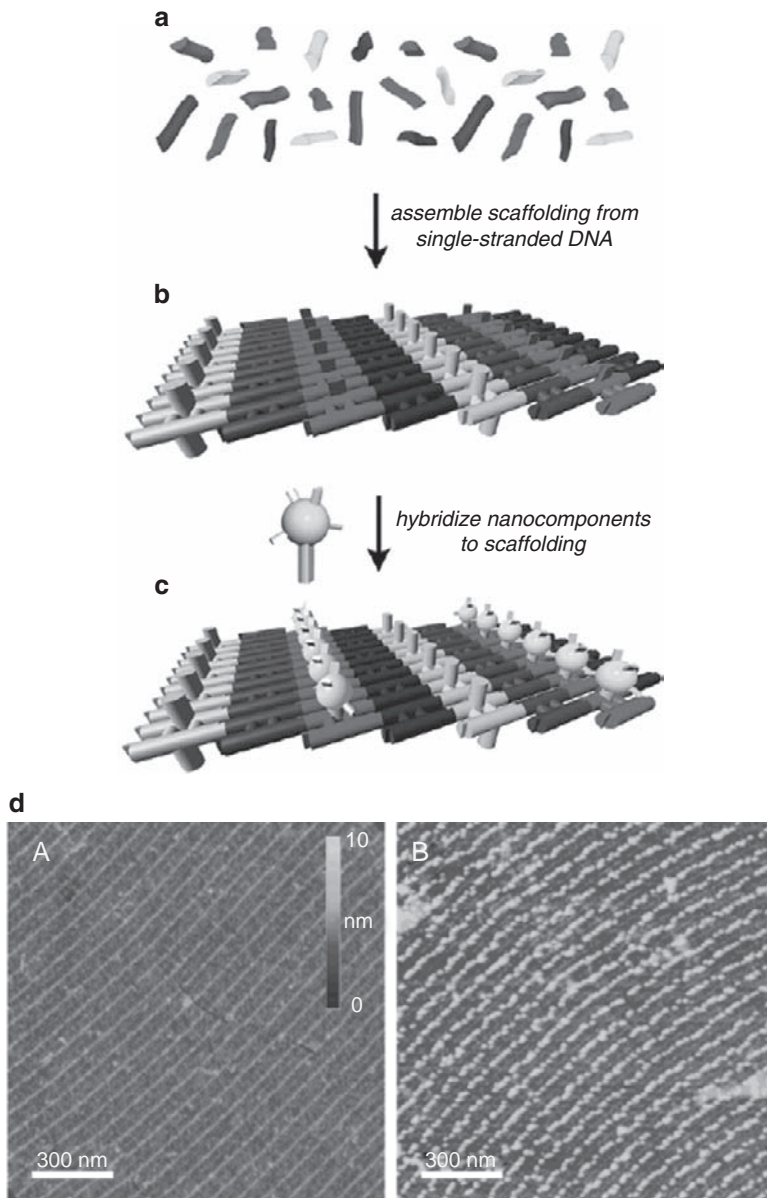 a
assemble scaffolding from
single-stranded DNA
b
hybridize nanocomponents
to scaffolding
c
d
A
10
nm
0
300 nm
B
300 nm